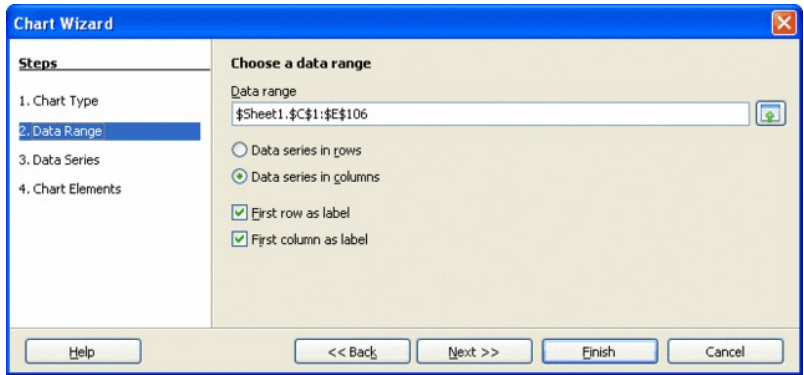 Chart Wizard
Steps
1. Chart Type
2. Data Range
3. Data Series
4. Chart Elements
Choose a data range
Data range
$Sheet1.$C$1:$E$106
Data series in rows
Data series in columns
First row as label
First column as label
Help
<< Back
Next >>
Finish
Cancel